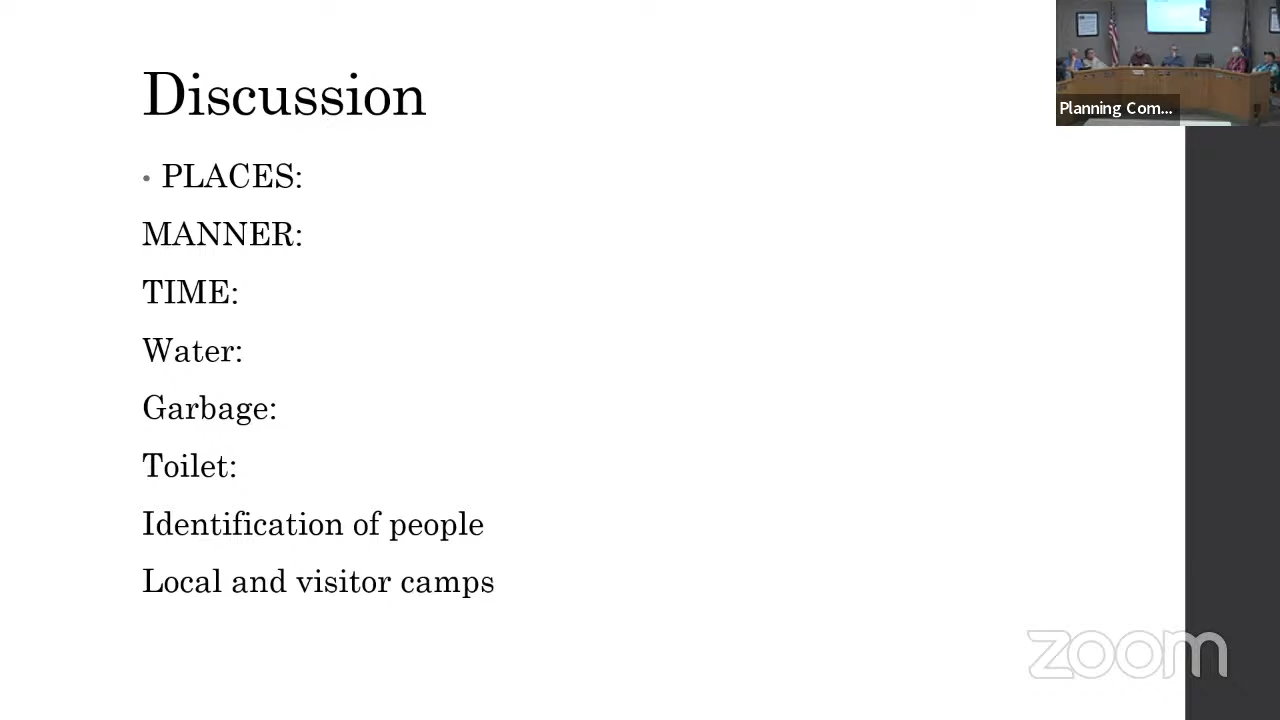 Discussion
• PLACES:
MANNER:
TIME:
Water:
Garbage:
Toilet:
Identification of people
Local and visitor camps
Planning Com...
zoom